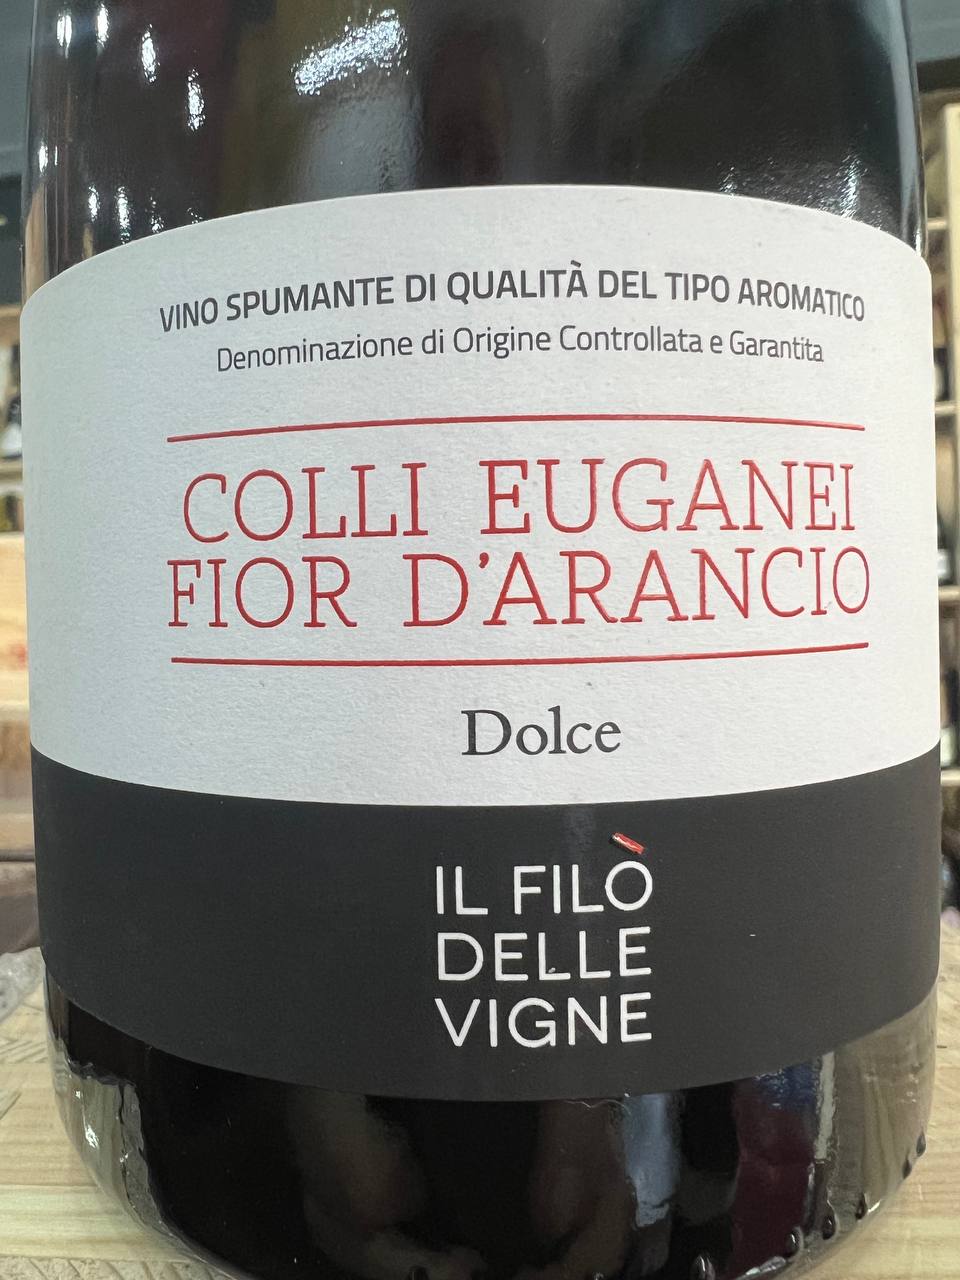 VINO SPUMANTE DI QUALITÀ DEL TIPO AROMATICO
Denominazione di Origine Controllata e Garantita
COLLI EUGANEI
FIOR D'ARANCIO
Dolce
IL FILÒ
DELLE
VIGNE